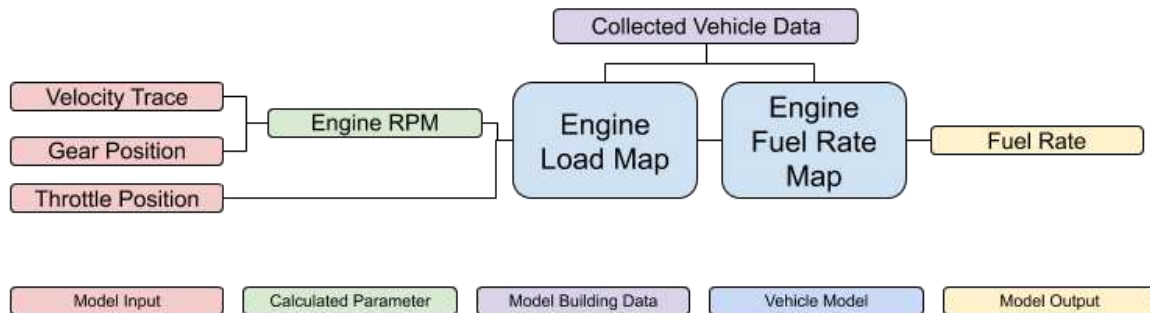 Collected Vehicle Data
Velocity Trace
Gear Position
Throttle Position
Engine RPM
Engine
Load Map
Engine
Fuel Rate
Map
Fuel Rate
Model Input
Calculated Parameter
Model Building Data
Vehicle Model
Model Output